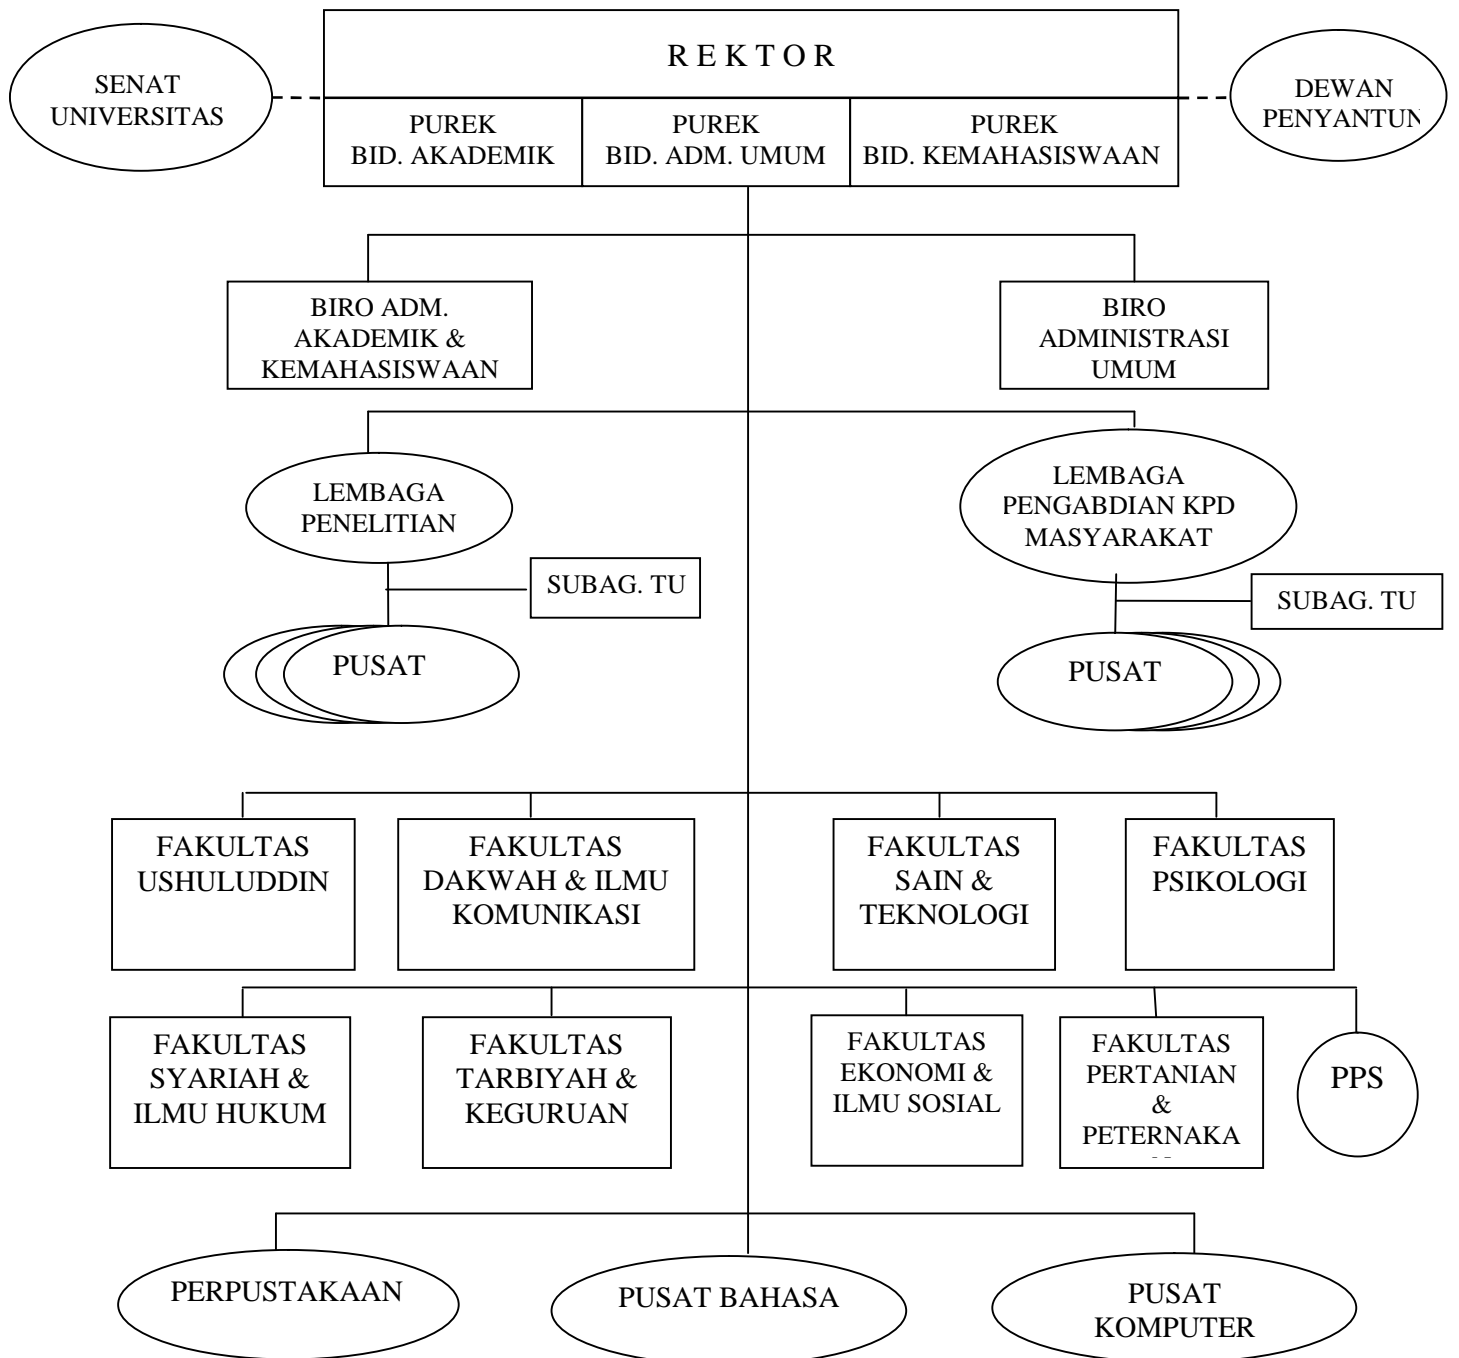 R E K T O R
SENAT
UNIVERSITAS
DEWAN
PENYANTUN
PUREK
BID. AKADEMIK
PUREK
BID. ADM. UMUM
PUREK
BID. KEMAHASISWAAN
BIRO ADM.
AKADEMIK &
KEMAHASISWAAN
BIRO
ADMINISTRASI
UMUM
LEMBAGA
PENELITIAN
LEMBAGA
PENGABDIAN KPD
MASYARAKAT
SUBAG. TU
SUBAG. TU
PUSAT
PUSAT
FAKULTAS
USHULUDDIN
FAKULTAS
DAKWAH & ILMU
KOMUNIKASI
FAKULTAS
SAIN &
TEKNOLOGI
FAKULTAS
PSIKOLOGI
FAKULTAS
SYARIAH &
ILMU HUKUM
FAKULTAS
TARBIYAH &
KEGURUAN
FAKULTAS
EKONOMI &
ILMU SOSIAL
FAKULTAS
PERTANIAN
&
PETERNAKA
PPS
PERPUSTAKAAN
PUSAT BAHASA
PUSAT
KOMPUTER